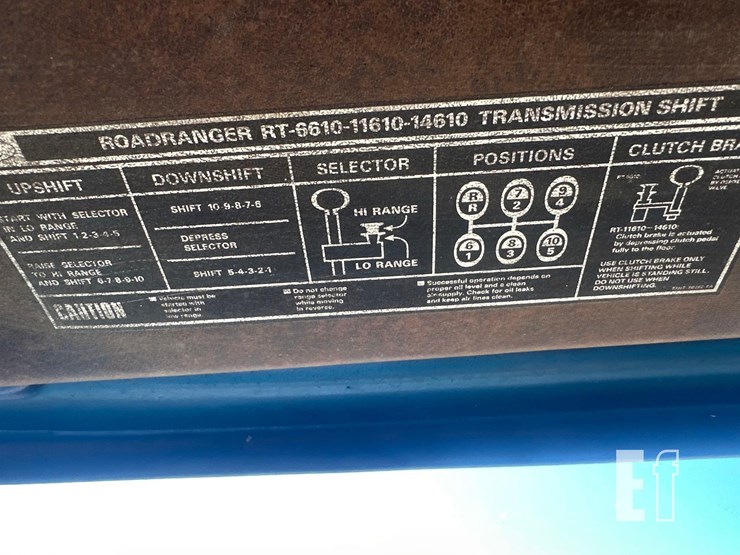 ROADRANGER RT-6610-11610-14610 TRANSMISSION SHIFT
UPSHIFT
START WITH SELECTOR
IN LO RANGE
AND SHIFT 1-2-3-4-5
RAISE SELECTOR
TO HI RANGE
AND SHIFT 6-7-8-9-10
DOWNSHIFT
SHIFT 10-9-8-7-6
DEPRESS
SELECTOR
SHIFT 5-4-3-2-1
SELECTOR
HI RANGE
LO RANGE
POSITIONS
R 7 9
R 2 4
6 8 10
1 3 5
CLUTCH BRA
ACTUAT
CLUTCH
BY DEPRE
VALVE
RT-11610-14610:
Clutch brake is actuated
by depressing clutch pedal
fully to the floor.
USE CLUTCH BRAKE ONLY
WHEN SHIFTING WHILE
VEHICLE IS STANDING STILL.
DO NOT USE WHEN
DOWNSHIFTING.
CAUTION
Vehicle must be
started with
selector in
low range.
Do not change
range selector
while moving
in reverse.
Successful operation depends on
proper oil level and a clean
air supply. Check for oil leaks
and keep air lines clean.
Ef